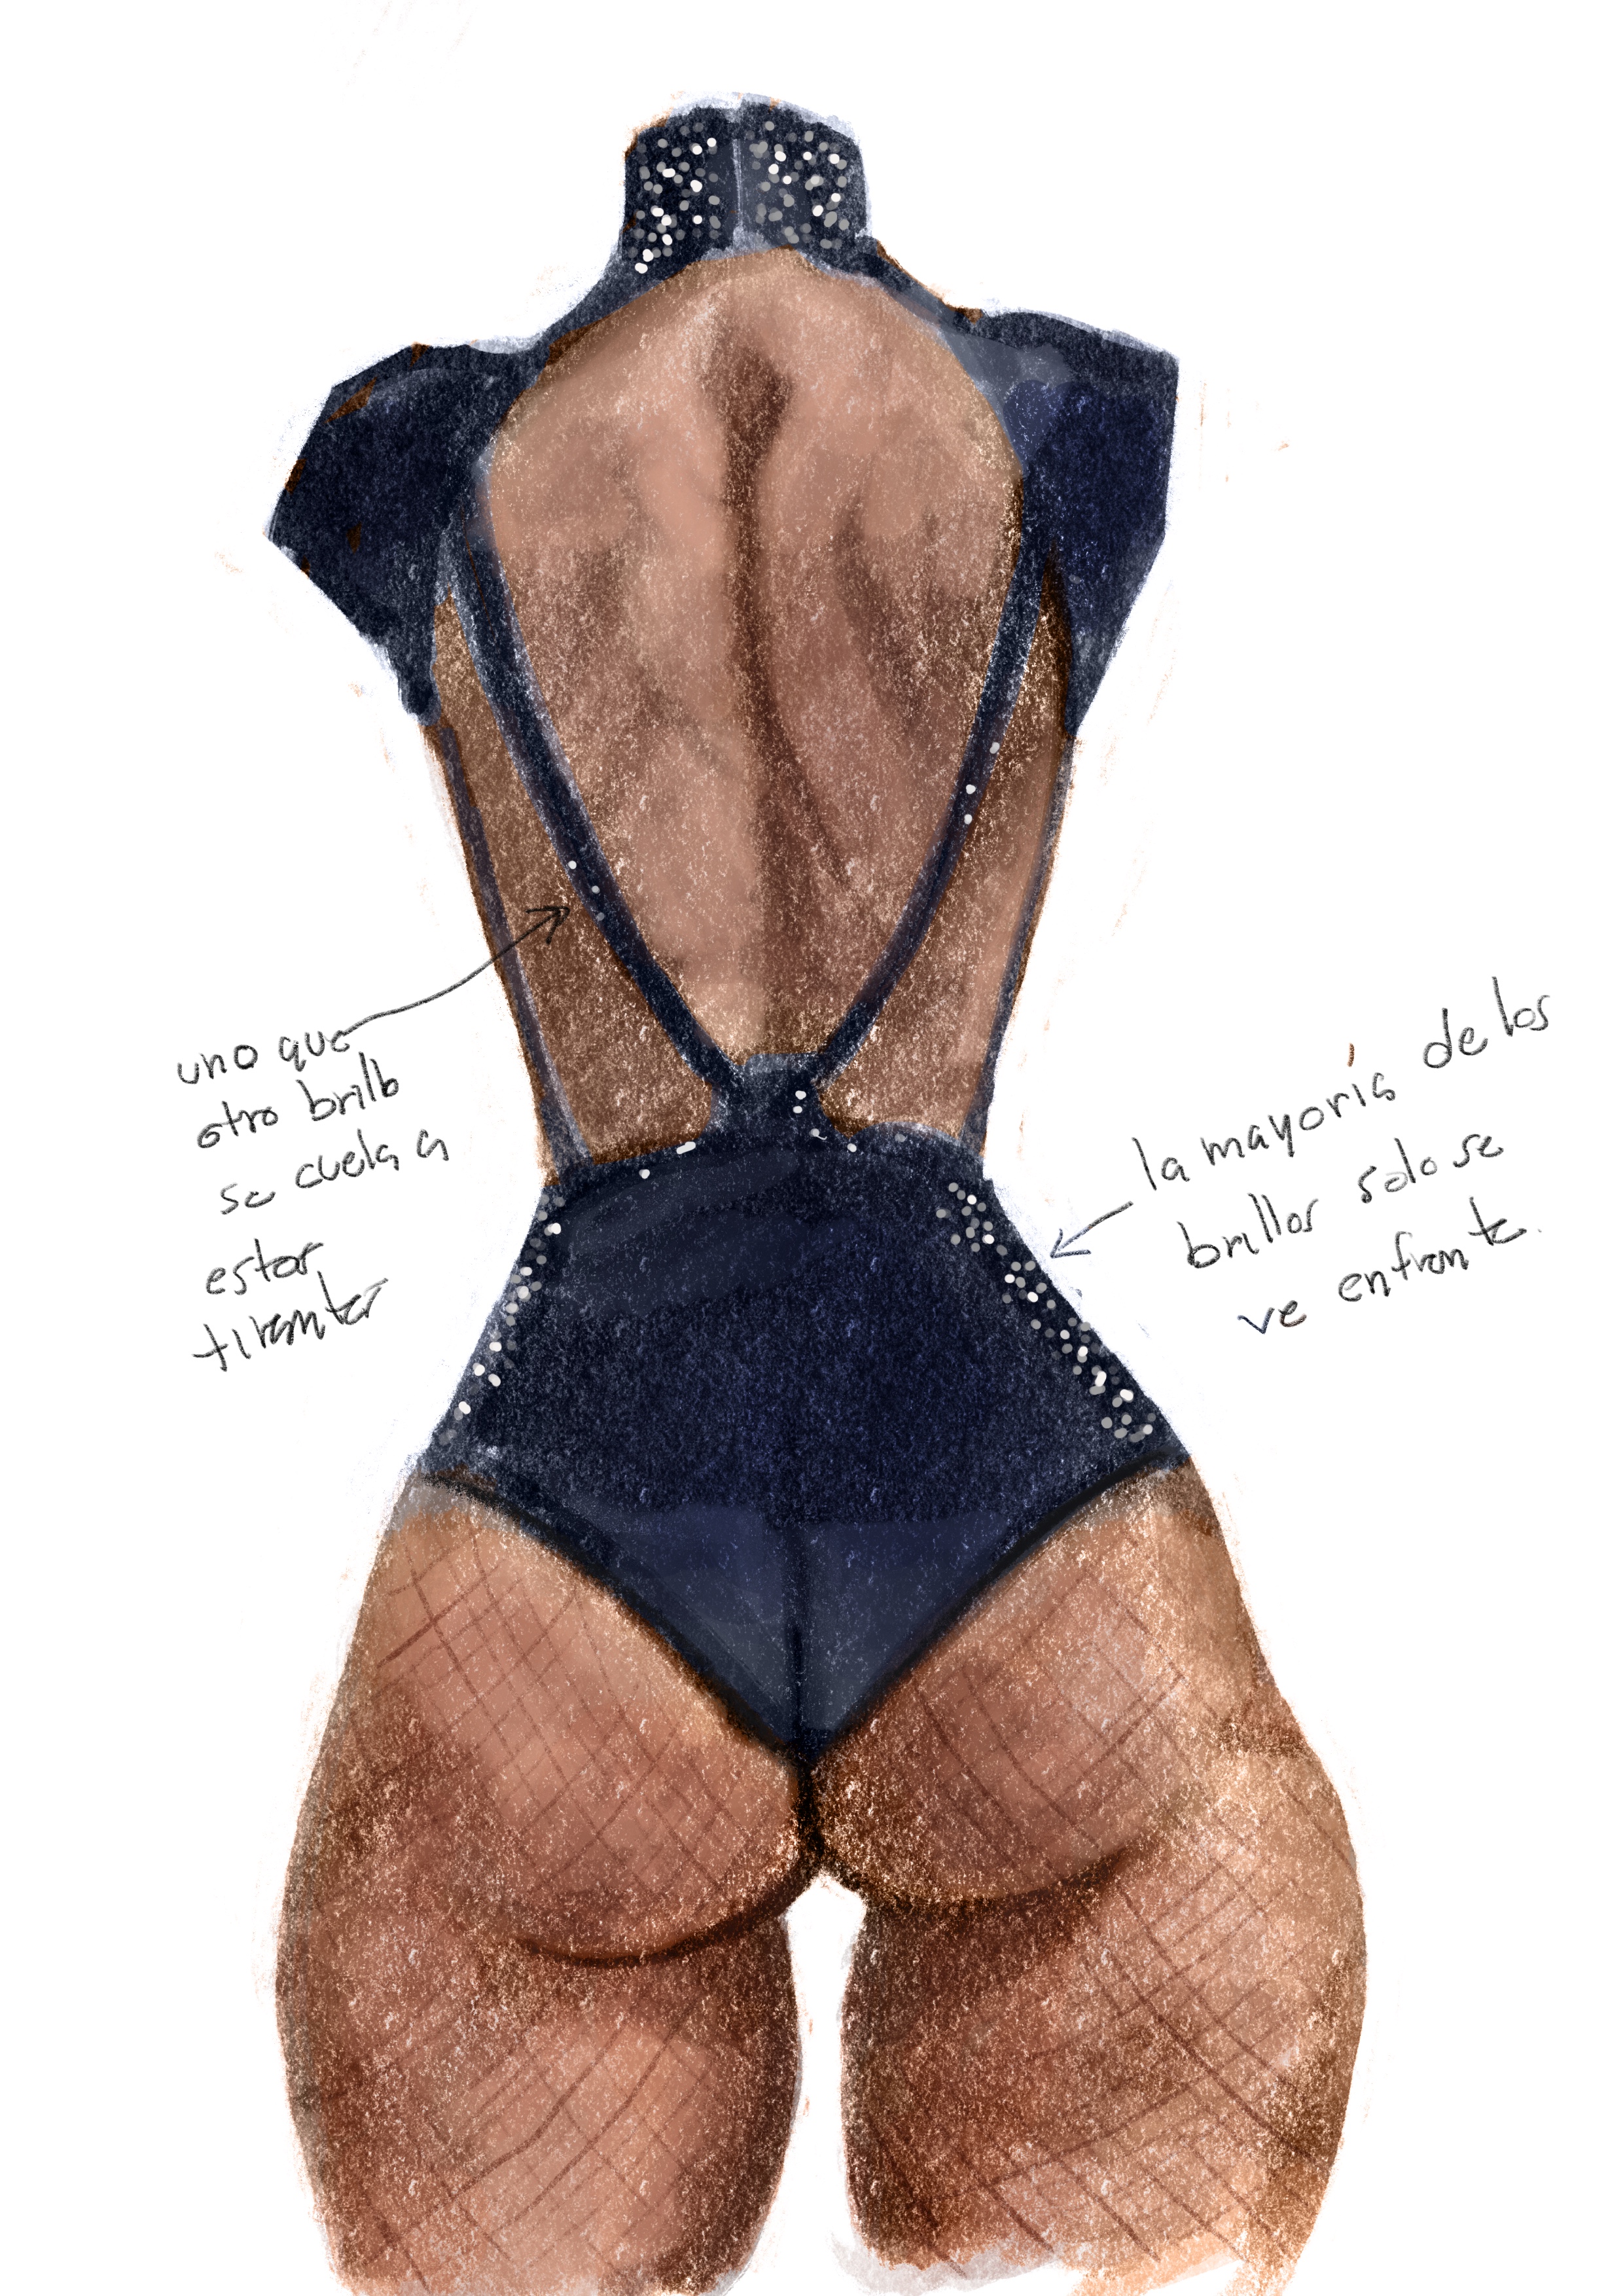 uno que
otro brillo
se cuela a
estos
tirantes
la mayoría de los
brillos solo se
ve enfrente.